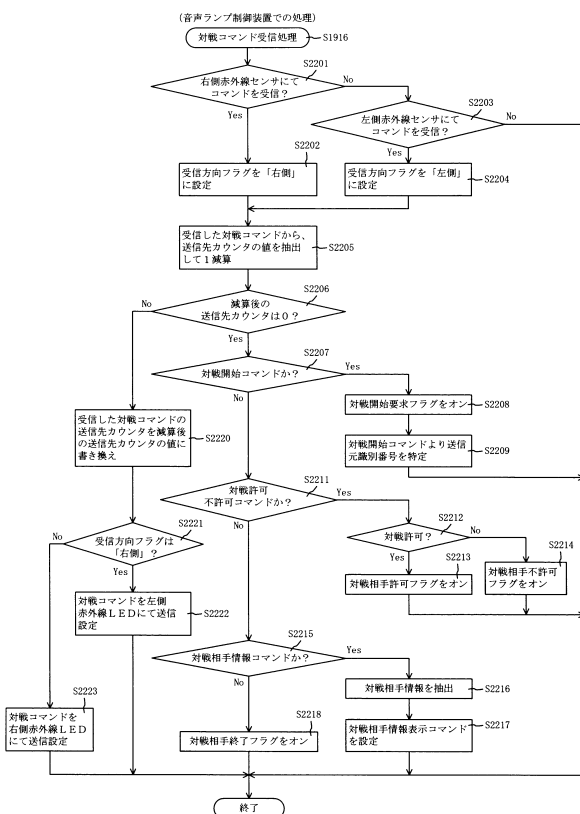 (音声ランプ制御装置での処理)
対戦コマンド受信処理
S1916
S2201
右側赤外線センサにて
コマンドを受信?
No
Yes
S2203
左側赤外線センサにて
コマンドを受信?
No
Yes
S2202
受信方向フラグを「右側」
に設定
受信方向フラグを「左側」
に設定
S2204
受信した対戦コマンドから、
送信先カウンタの値を抽出
して1減算
S2205
S2206
減算後の
送信先カウンタは0?
No
Yes
S2207
対戦開始コマンドか?
Yes
No
対戦開始要求フラグをオン
S2208
対戦開始コマンドより送信
元識別番号を特定
S2209
受信した対戦コマンドの
送信先カウンタを減算後
の送信先カウンタの値に
書き換え
S2220
S2211
対戦許可
不許可コマンドか?
Yes
No
S2212
対戦許可?
No
Yes
S2213
対戦相手許可フラグをオン
S2214
対戦相手不許可
フラグをオン
S2221
受信方向フラグは
「右側」?
No
Yes
対戦コマンドを左側
赤外線LEDにて送信
設定
S2222
S2215
対戦相手情報コマンドか?
Yes
No
対戦相手情報を抽出
S2216
対戦相手情報表示コマンド
を設定
S2217
S2218
対戦相手終了フラグをオン
S2223
対戦コマンドを
右側赤外線LED
にて送信設定
終了